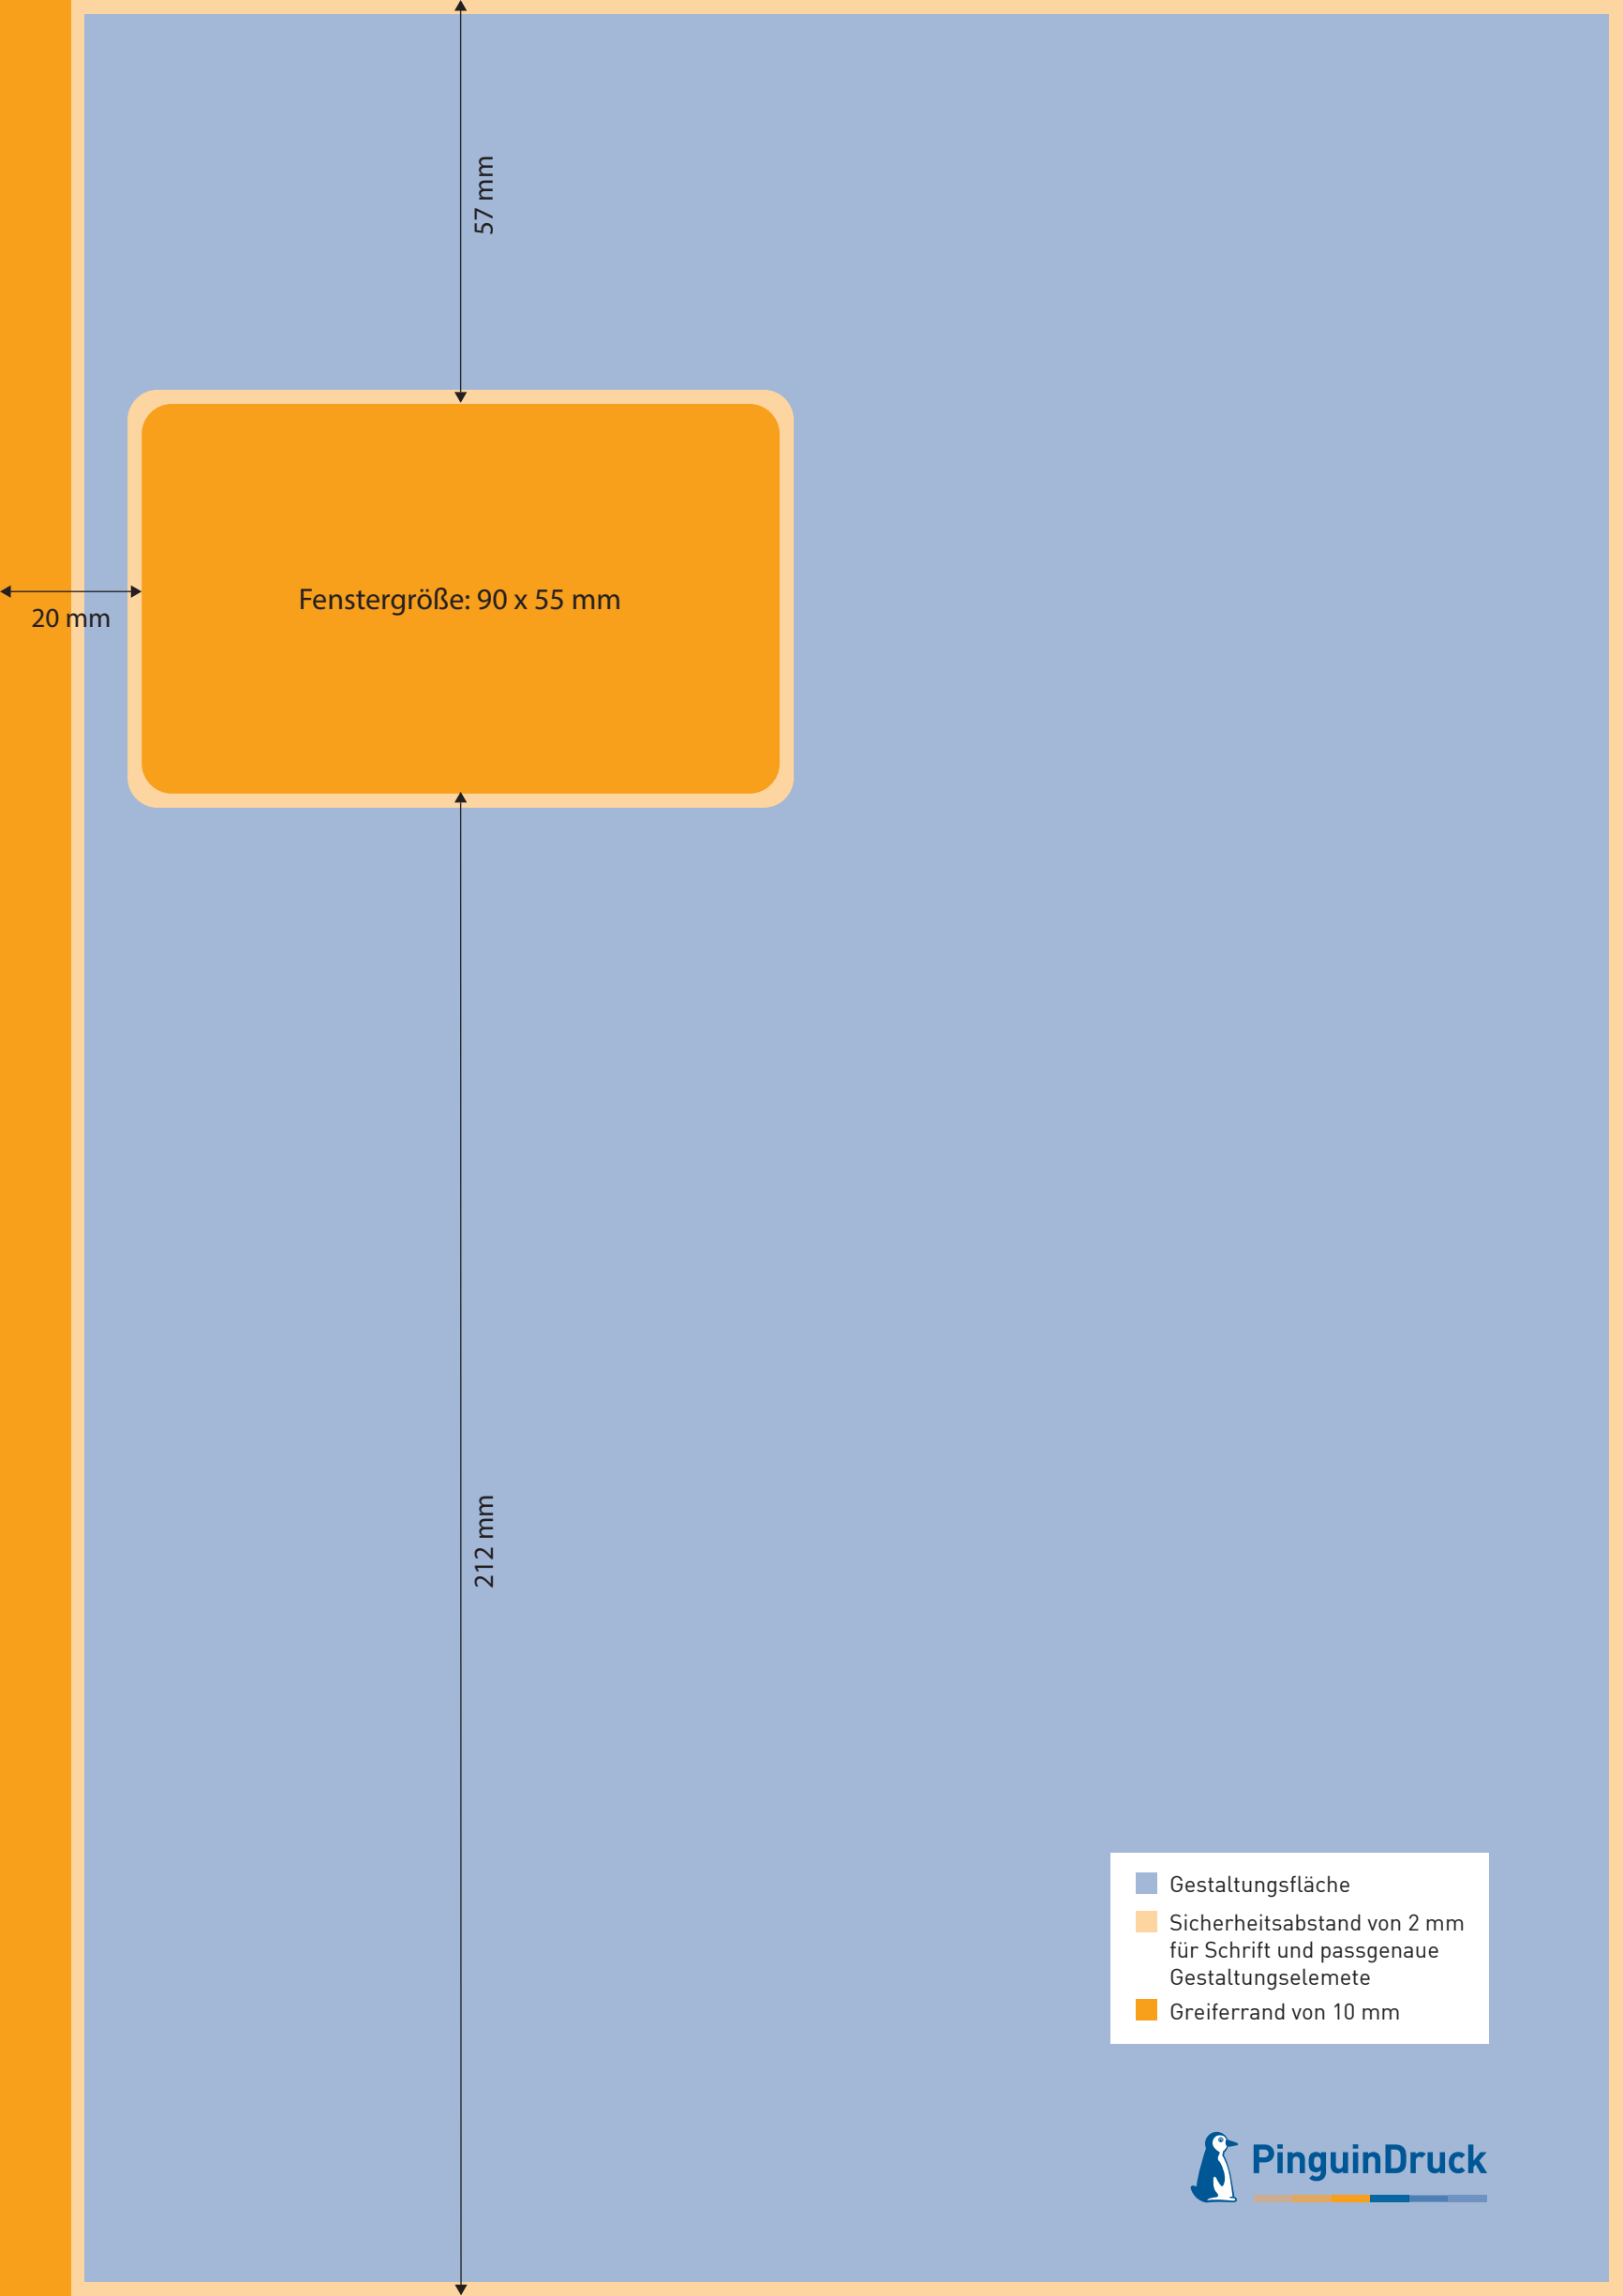 57 mm
20 mm
Fenstergröße: 90 x 55 mm
212 mm
Gestaltungsfläche
Sicherheitsabstand von 2 mm
für Schrift und passgenaue
Gestaltungselemete
Greiferrand von 10 mm
PinguinDruck